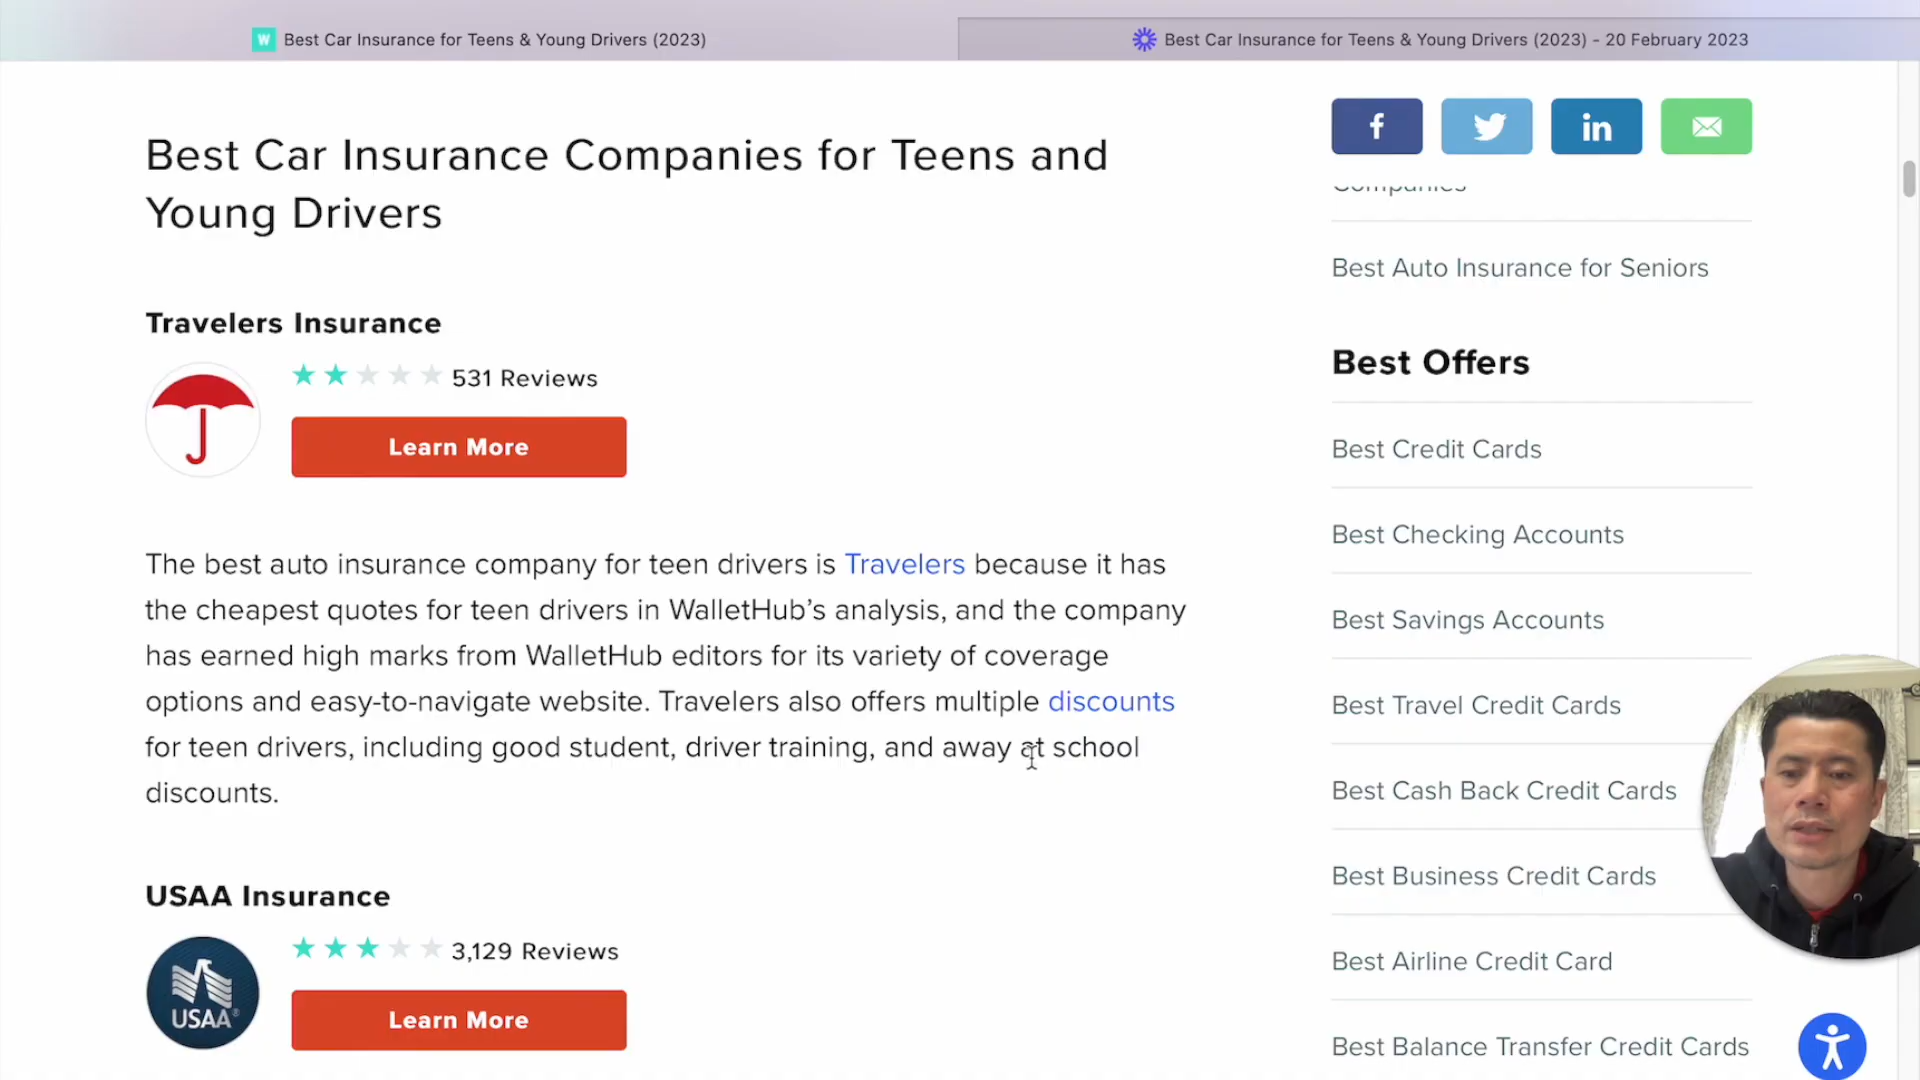 W Best Car Insurance for Teens & Young Drivers (2023)
Best Car Insurance for Teens & Young Drivers (2023) - 20 February 2023
Best Car Insurance Companies for Teens and
Young Drivers
Travelers Insurance
531 Reviews
Learn More
The best auto insurance company for teen drivers is Travelers because it has
the cheapest quotes for teen drivers in WalletHub's analysis, and the company
has earned high marks from WalletHub editors for its variety of coverage
options and easy-to-navigate website. Travelers also offers multiple discounts
for teen drivers, including good student, driver training, and away at school
discounts.
USAA Insurance
USAA®
3,129 Reviews
Learn More
f
in
Companies
Best Auto Insurance for Seniors
Best Offers
Best Credit Cards
Best Checking Accounts
Best Savings Accounts
Best Travel Credit Cards
Best Cash Back Credit Cards
Best Business Credit Cards
Best Airline Credit Card
Best Balance Transfer Credit Cards